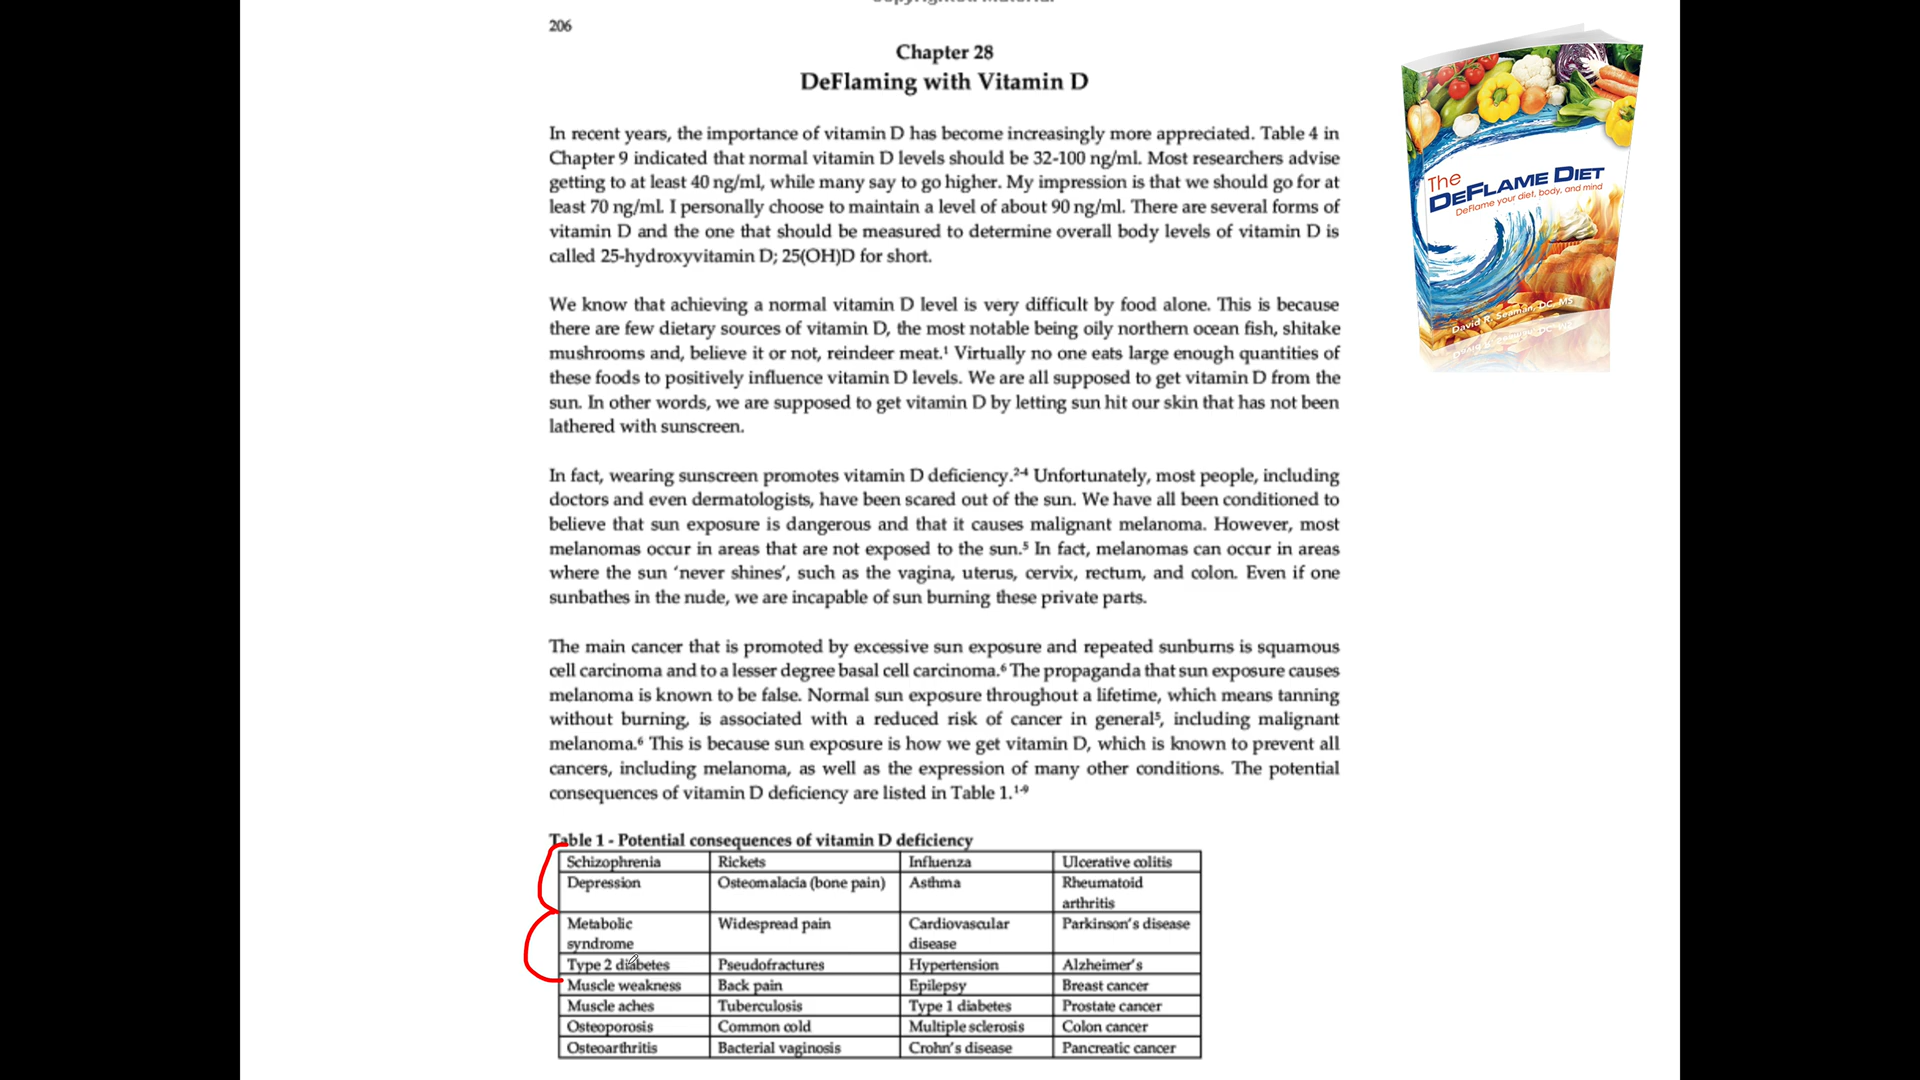 206
Chapter 28
DeFlaming with Vitamin D
In recent years, the importance of vitamin D has become increasingly more appreciated. Table 4 in
Chapter 9 indicated that normal vitamin D levels should be 32-100 ng/ml. Most researchers advise
getting to at least 40 ng/ml, while many say to go higher. My impression is that we should go for at
least 70 ng/ml. I personally choose to maintain a level of about 90 ng/ml. There are several forms of
vitamin D and the one that should be measured to determine overall body levels of vitamin D is
called 25-hydroxyvitamin D; 25(OH)D for short.
We know that achieving a normal vitamin D level is very difficult by food alone. This is because
there are few dietary sources of vitamin D, the most notable being oily northern ocean fish, shitake
mushrooms and, believe it or not, reindeer meat.¹ Virtually no one eats large enough quantities of
these foods to positively influence vitamin D levels. We are all supposed to get vitamin D from the
sun. In other words, we are supposed to get vitamin D by letting sun hit our skin that has not been
lathered with sunscreen.
In fact, wearing sunscreen promotes vitamin D deficiency.²⁻⁴ Unfortunately, most people, including
doctors and even dermatologists, have been scared out of the sun. We have all been conditioned to
believe that sun exposure is dangerous and that it causes malignant melanoma. However, most
melanomas occur in areas that are not exposed to the sun.⁵ In fact, melanomas can occur in areas
where the sun ‘never shines’, such as the vagina, uterus, cervix, rectum, and colon. Even if one
sunbathes in the nude, we are incapable of sun burning these private parts.
The main cancer that is promoted by excessive sun exposure and repeated sunburns is squamous
cell carcinoma and to a lesser degree basal cell carcinoma.⁶ The propaganda that sun exposure causes
melanoma is known to be false. Normal sun exposure throughout a lifetime, which means tanning
without burning, is associated with a reduced risk of cancer in general⁵, including malignant
melanoma.⁶ This is because sun exposure is how we get vitamin D, which is known to prevent all
cancers, including melanoma, as well as the expression of many other conditions. The potential
consequences of vitamin D deficiency are listed in Table 1.¹⁻⁹
Table 1 - Potential consequences of vitamin D deficiency
Schizophrenia Rickets Influenza Ulcerative colitis
Depression Osteomalacia (bone pain) Asthma Rheumatoid
arthritis
Metabolic Widespread pain Cardiovascular Parkinson's disease
syndrome disease
Type 2 diabetes Pseudofractures Hypertension Alzheimer's
Muscle weakness Back pain Epilepsy Breast cancer
Muscle aches Tuberculosis Type 1 diabetes Prostate cancer
Osteoporosis Common cold Multiple sclerosis Colon cancer
Osteoarthritis Bacterial vaginosis Crohn's disease Pancreatic cancer
The
DEFLAME DIET
DeFlame your diet, body, and mind
David R. Seaman, DC, MS